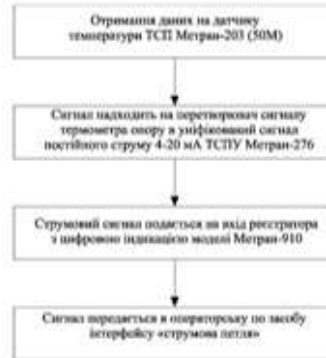 Отримання даних на датчику
температури ТСП Метран-203 (50М)
Сигнал надходить на перетворювач сигналу
термометра опору в уніфікований сигнал
постійного струму 4-20 мА ТСПУ Метран-276
Струмовий сигнал подається на вхід реєстратора
з цифровою індикацією моделі Метран-910
Сигнал передається в операторську по засобу
інтерфейсу «струмова петля»